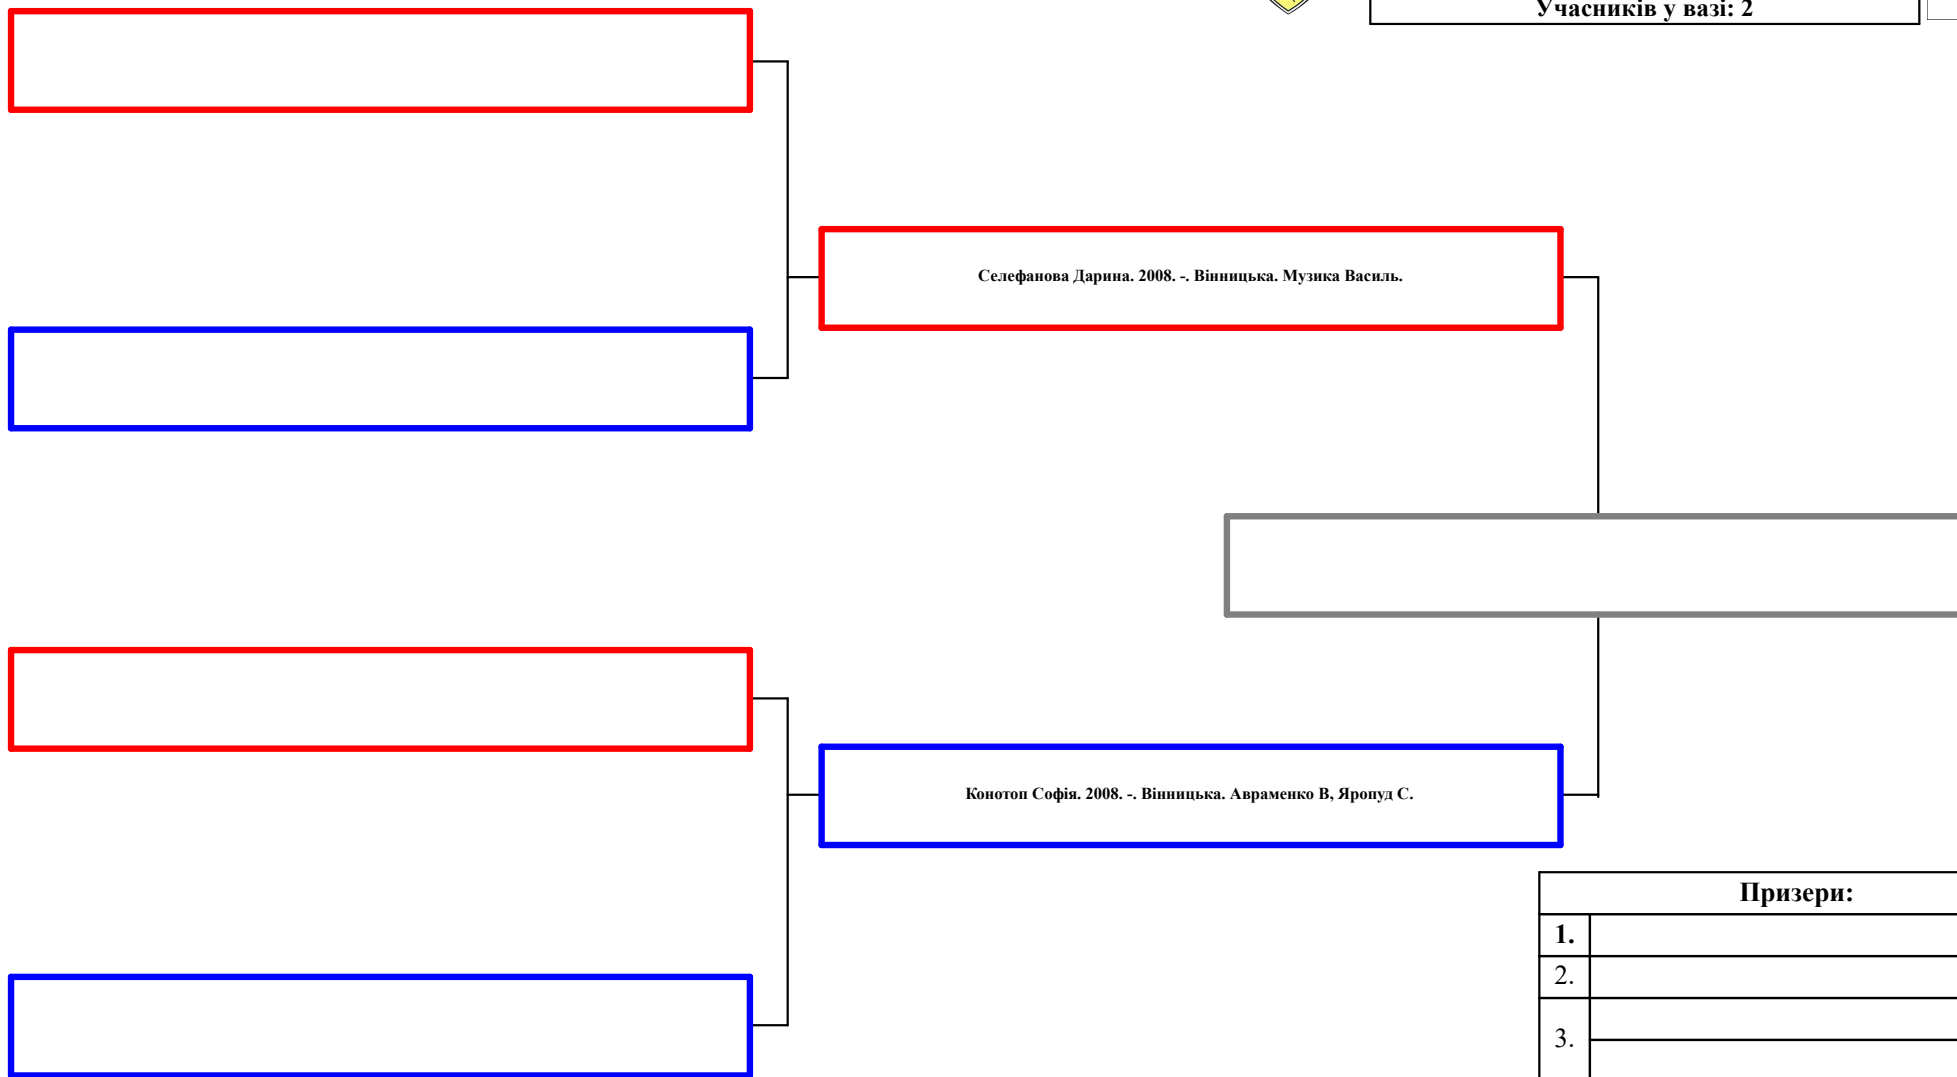 Учасників у вазі: 2
Селефанова Дарина. 2008. -. Вінницька. Музика Василь.
Конотоп Софія. 2008. -. Вінницька. Авраменко В, Яропуд С.
Призери:
1.
2.
3.